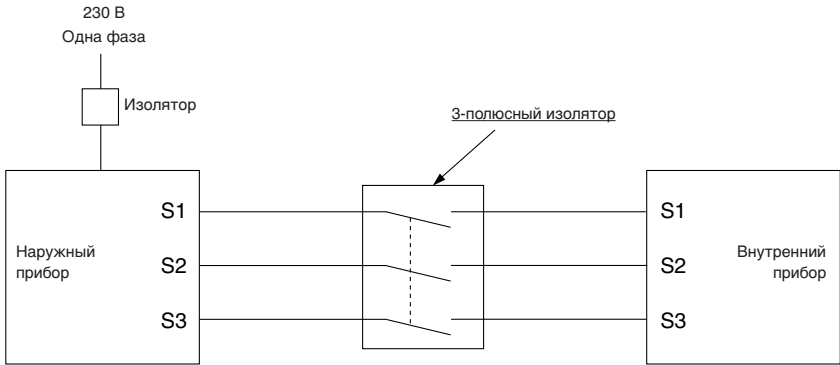 230 В
Одна фаза
Изолятор
3-полюсный изолятор
Наружный
прибор
S1
S2
S3
S1
S2
S3
Внутренний
прибор